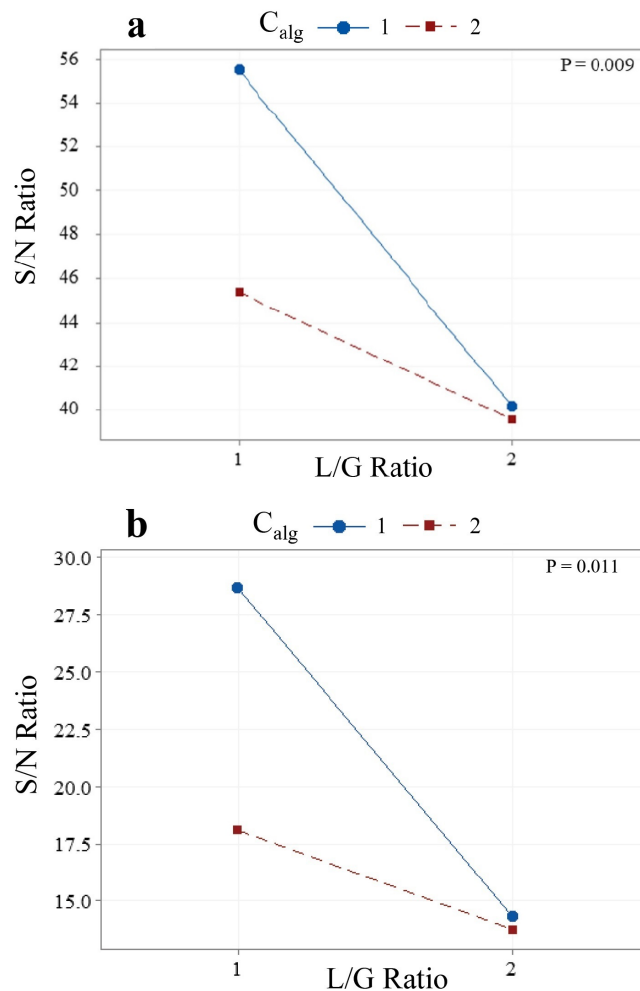 a
C_alg 1 2
P = 0.009
56
54
52
50
48
46
44
42
40
S/N Ratio
1 2
L/G Ratio
b
C_alg 1 2
P = 0.011
30.0
27.5
25.0
22.5
20.0
17.5
15.0
S/N Ratio
1 2
L/G Ratio